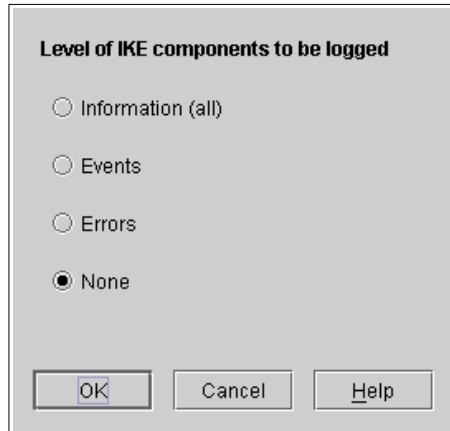 Level of IKE components to be logged
Information (all)
Events
Errors
None
OK Cancel Help